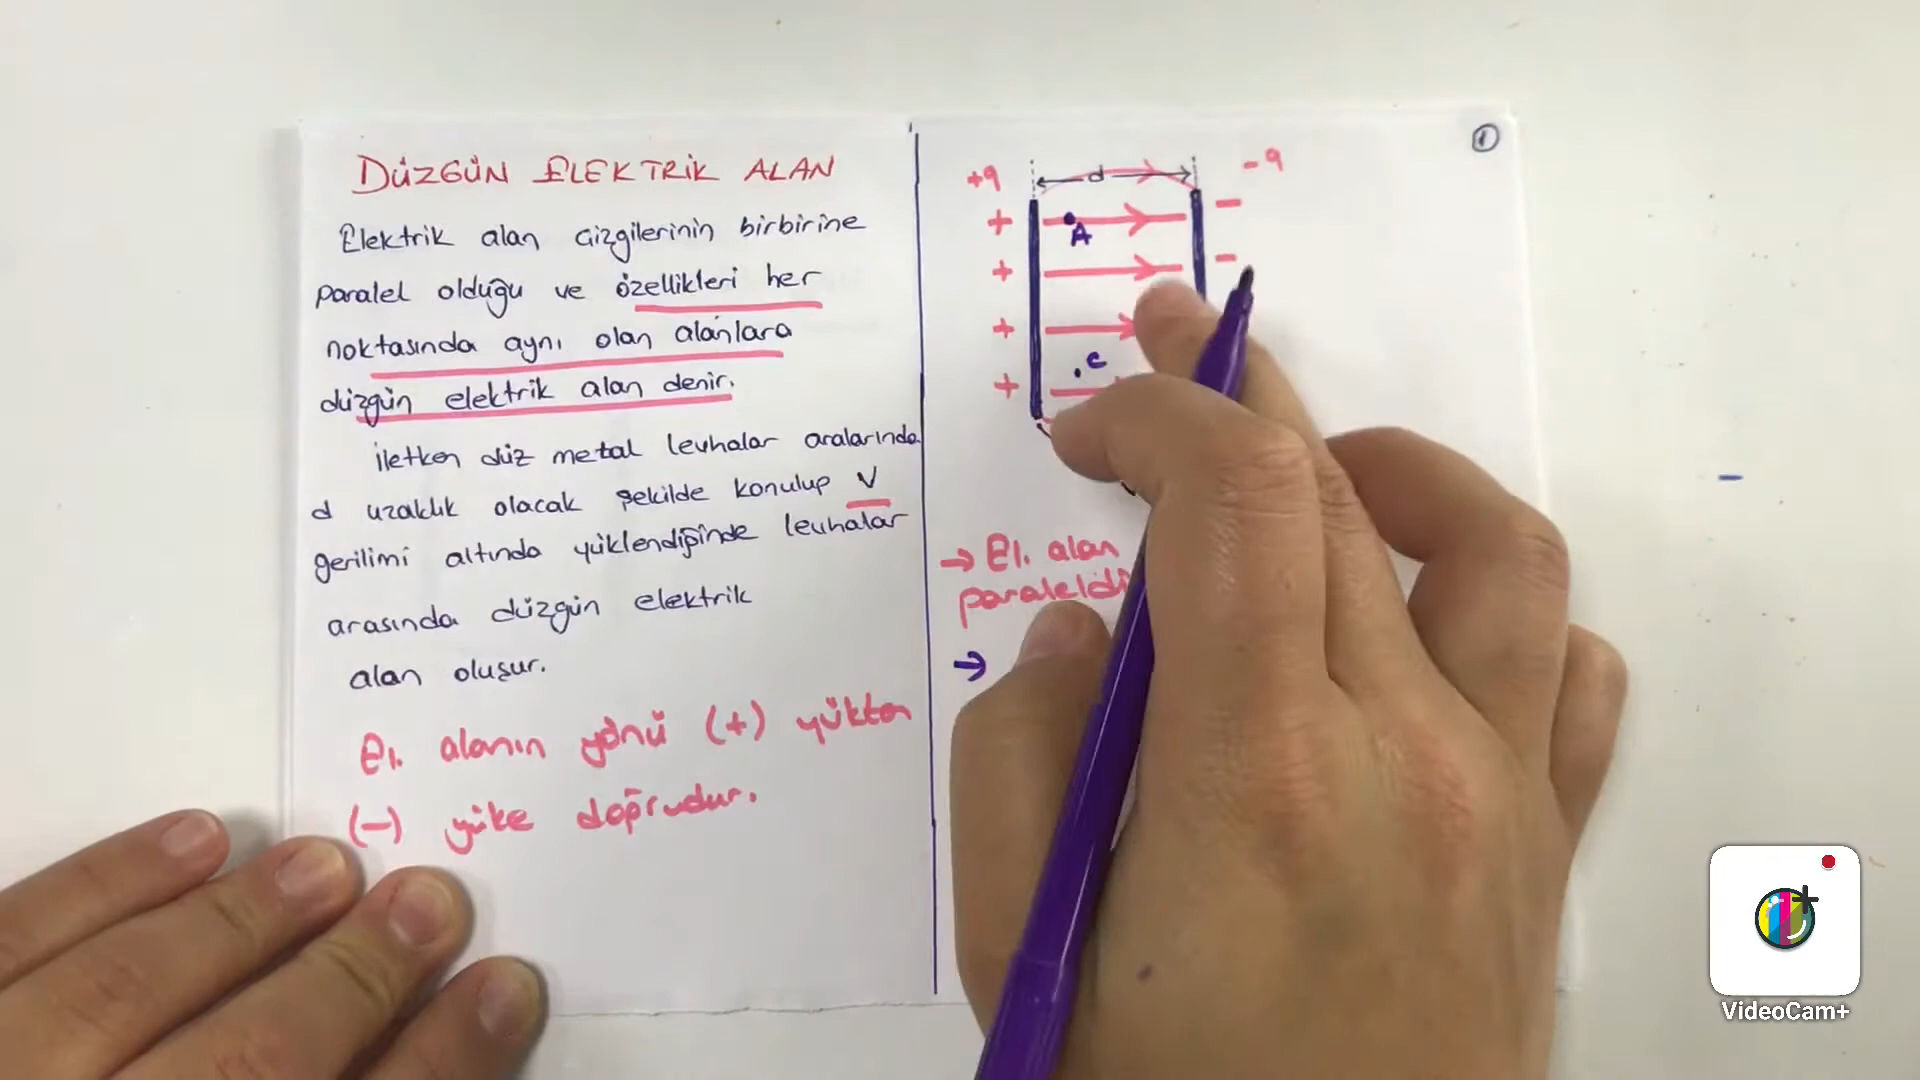 DÜZGÜN ELEKTRİK ALAN
Elektrik alan çizgilerinin birbirine
paralel olduğu ve özellikleri her
noktasında aynı olan alanlara
düzgün elektrik alan denir.
İletken düz metal levhalar aralarında
d uzaklık olacak şekilde konulup V
gerilimi altında yüklendiğinde levhalar
arasında düzgün elektrik
alan oluşur.
El. alanın yönü (+) yükten
(-) yüke doğrudur.
1
+q d -q
+ -
A
+ -
+
C
+
→ El. alan
paraleldi
→
VideoCam+